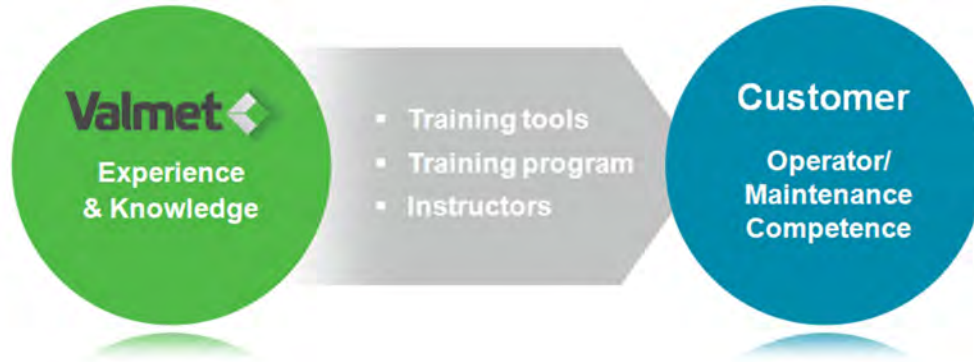 Valmet
Experience
& Knowledge
▪ Training tools
▪ Training program
▪ Instructors
Customer
Operator/
Maintenance
Competence